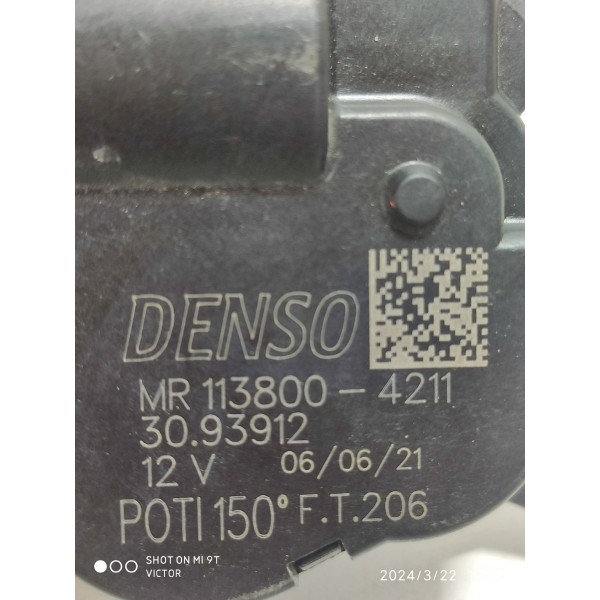 DENSO
MR 113800-4211
30.93912
12 V 06/06/21
POTI 150° F.T.206
SHOT ON MI 9T
VICTOR
2024/3/22